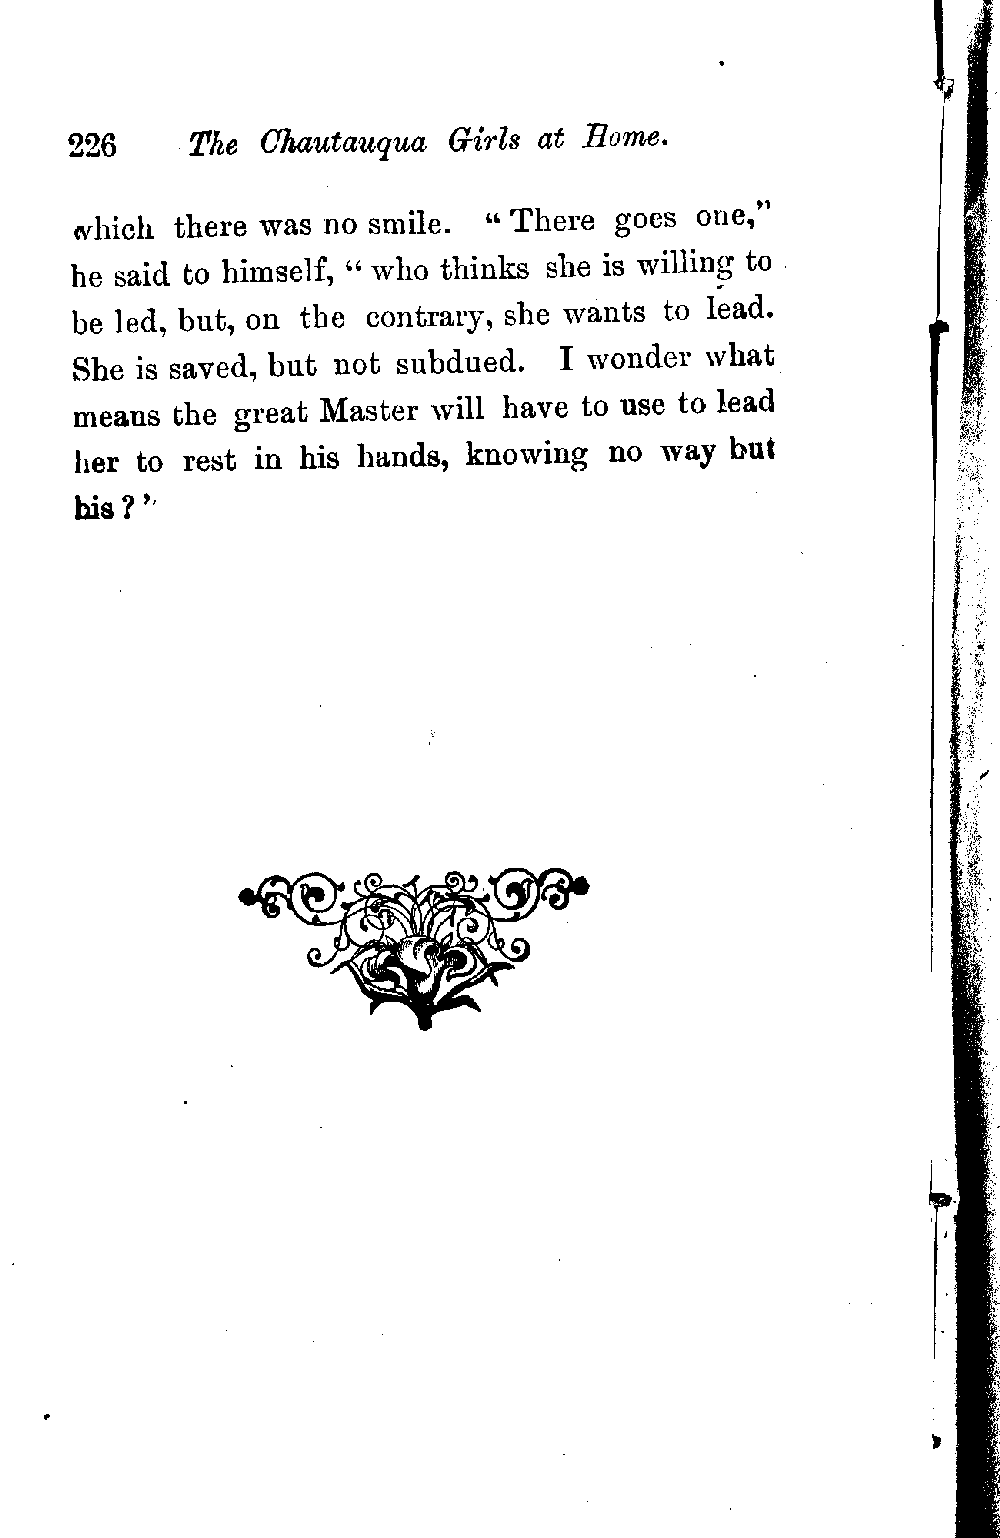 226 The Chautauqua Girls at Home.
which there was no smile. “ There goes one,”
he said to himself, “ who thinks she is willing to
be led, but, on the contrary, she wants to lead.
She is saved, but not subdued. I wonder what
means the great Master will have to use to lead
her to rest in his hands, knowing no way but
his ? ”